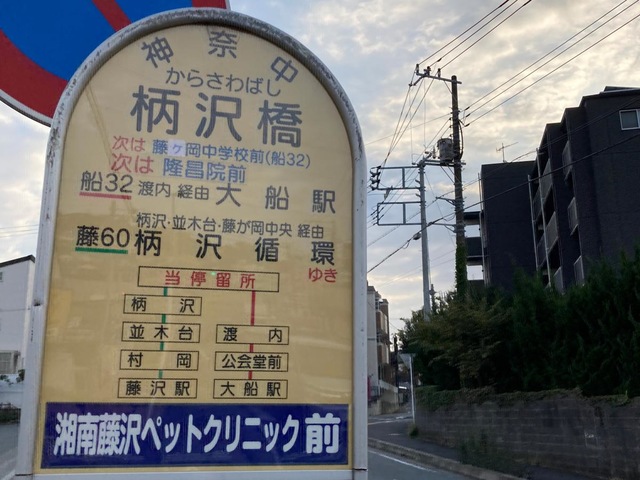 神奈中
からさわばし
柄沢橋
次は 藤ヶ岡中学校前(船32)
次は 隆昌院前
船32 渡内 経由 大船駅
柄沢・並木台・藤が岡中央 経由
藤60 柄沢循環
ゆき
当停留所
柄沢
並木台 渡内
村岡 公会堂前
藤沢駅 大船駅
湘南藤沢ペットクリニック前